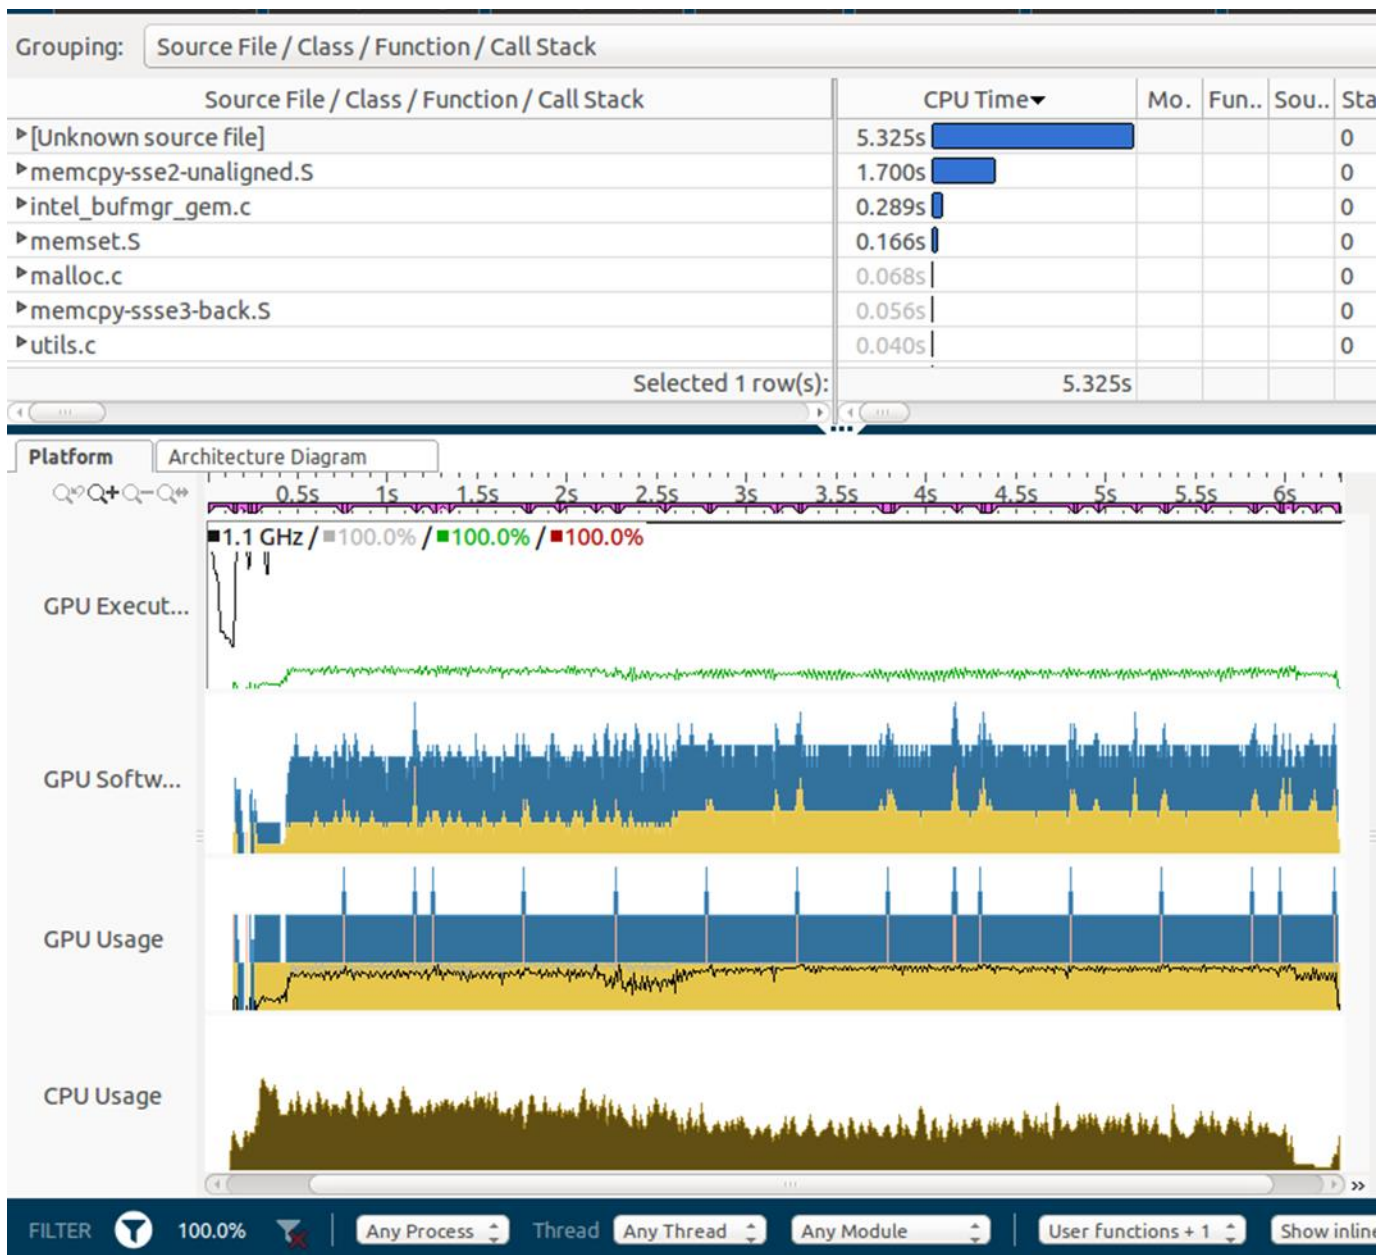 Grouping: Source File / Class / Function / Call Stack
Source File / Class / Function / Call Stack CPU Time Mo. Fun.. Sou.. Sta
[Unknown source file] 5.325s 0
memcpy-sse2-unaligned.S 1.700s 0
intel_bufmgr_gem.c 0.289s 0
memset.S 0.166s 0
malloc.c 0.068s 0
memcpy-ssse3-back.S 0.056s 0
utils.c 0.040s 0
Selected 1 row(s): 5.325s
Platform Architecture Diagram
0.5s 1s 1.5s 2s 2.5s 3s 3.5s 4s 4.5s 5s 5.5s 6s
1.1 GHz / 100.0% / 100.0% / 100.0%
GPU Execut...
GPU Softw...
GPU Usage
CPU Usage
»
FILTER 100.0% Any Process Thread Any Thread Any Module User functions + 1 Show inline